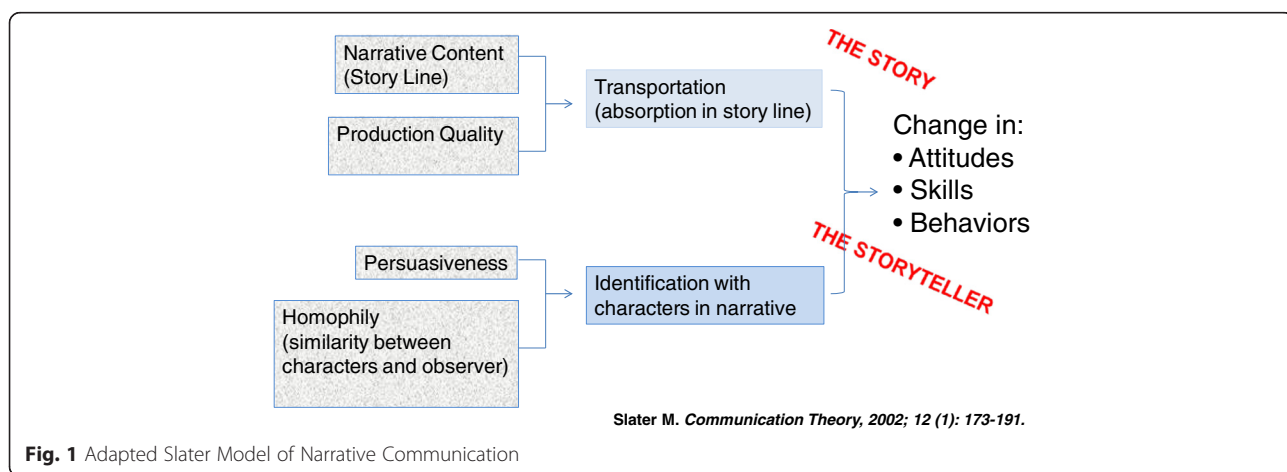 Narrative Content
(Story Line)
Production Quality
Transportation
(absorption in story line)
THE STORY
Change in:
• Attitudes
• Skills
• Behaviors
Persuasiveness
Homophily
(similarity between
characters and observer)
Identification with
characters in narrative
THE STORYTELLER
Slater M. Communication Theory, 2002; 12 (1): 173-191.
Fig. 1 Adapted Slater Model of Narrative Communication